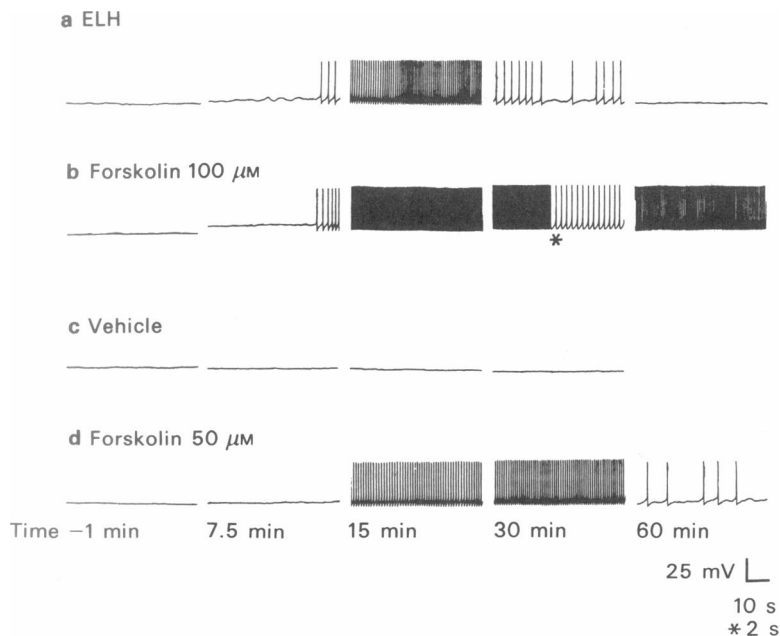 a ELH
b Forskolin 100 μM
*
c Vehicle
d Forskolin 50 μM
Time −1 min 7.5 min 15 min 30 min 60 min
25 mV
10 s
*2 s